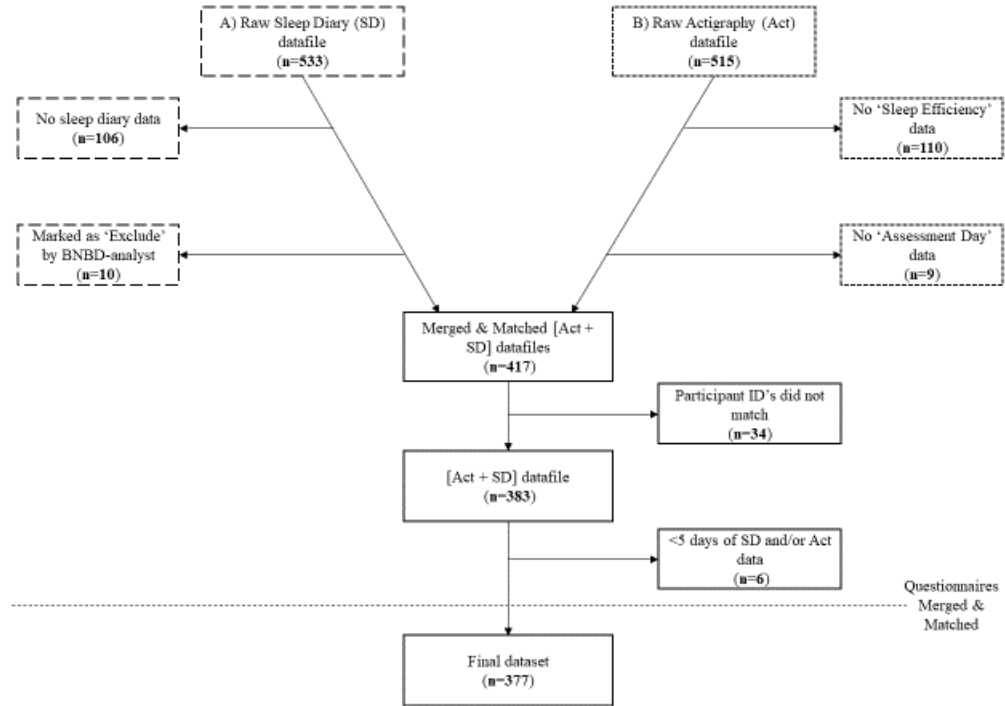 A) Raw Sleep Diary (SD)
datafile
(n=533)
B) Raw Actigraphy (Act)
datafile
(n=515)
No sleep diary data
(n=106)
No ‘Sleep Efficiency’
data
(n=110)
Marked as ‘Exclude’
by BNBD-analyst
(n=10)
No ‘Assessment Day’
data
(n=9)
Merged & Matched [Act +
SD] datafiles
(n=417)
Participant ID’s did not
match
(n=34)
[Act + SD] datafile
(n=383)
<5 days of SD and/or Act
data
(n=6)
Questionnaires
Merged &
Matched
Final dataset
(n=377)